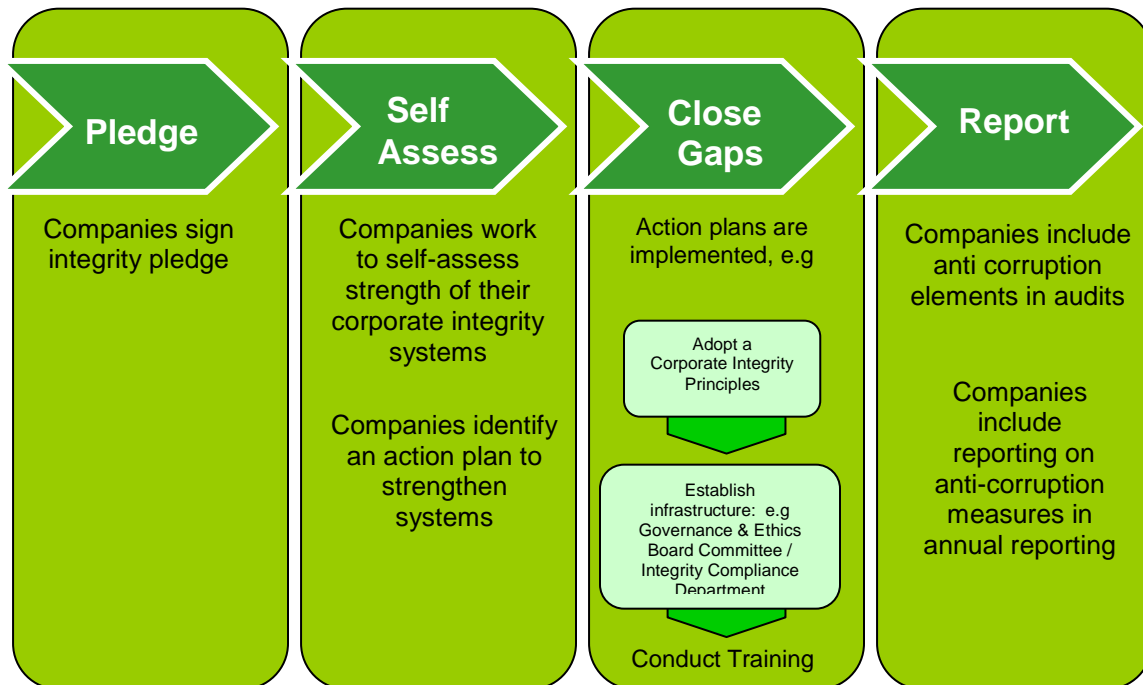 Pledge
Companies sign
integrity pledge
Self
Assess
Companies work
to self-assess
strength of their
corporate integrity
systems
Companies identify
an action plan to
strengthen
systems
Close
Gaps
Action plans are
implemented, e.g
Adopt a
Corporate Integrity
Principles
Establish
infrastructure: e.g
Governance & Ethics
Board Committee /
Integrity Compliance
Department
Conduct Training
Report
Companies include
anti corruption
elements in audits
Companies
include
reporting on
anti-corruption
measures in
annual reporting